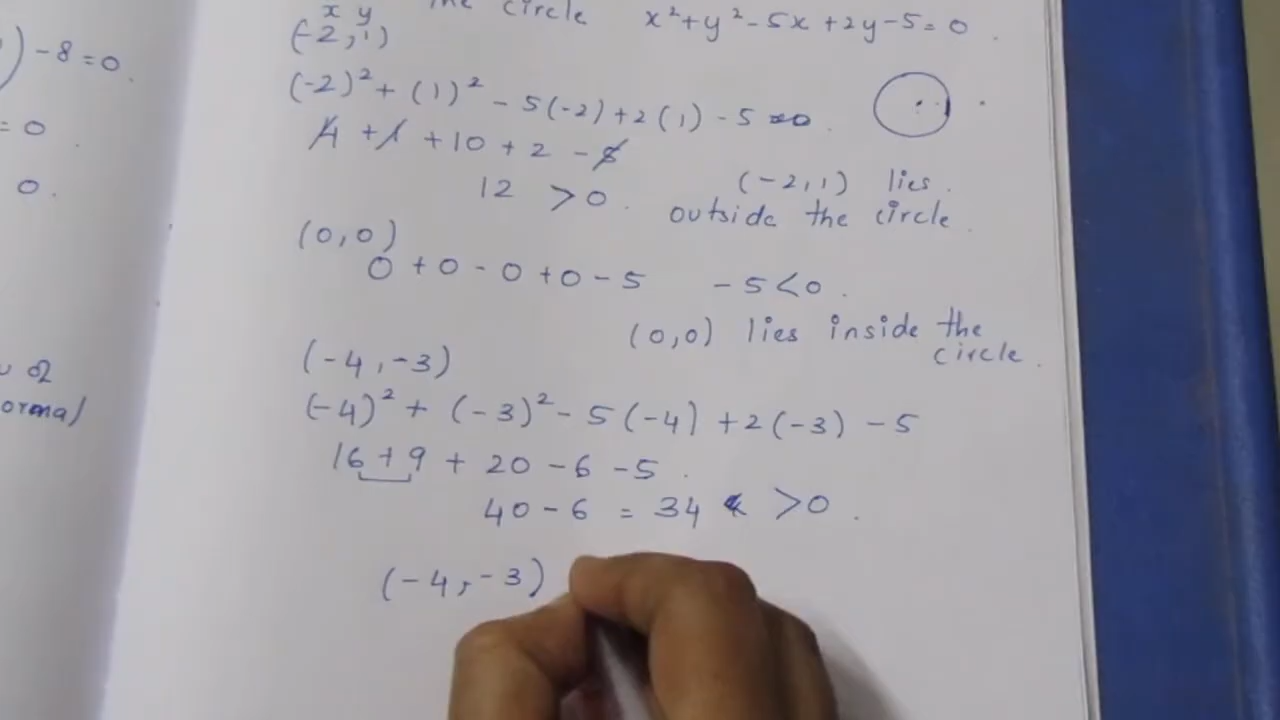 ) - 8 = 0 .
= 0 .
0 .
ormal
x y
the circle x² + y² - 5x + 2y - 5 = 0 .
(-2, 1)
(-2)² + (1)² - 5(-2) + 2(1) - 5 = 0 .
4 + 1 + 10 + 2 - 5
12 > 0 .
(-2, 1) lies .
outside the circle .
(0, 0)
0 + 0 - 0 + 0 - 5 - 5 < 0 .
(0,0) lies inside the
circle .
(-4, -3)
(-4)² + (-3)² - 5(-4) + 2(-3) - 5
16 + 9 + 20 - 6 - 5 .
40 - 6 = 34 > 0 .
(-4, -3)